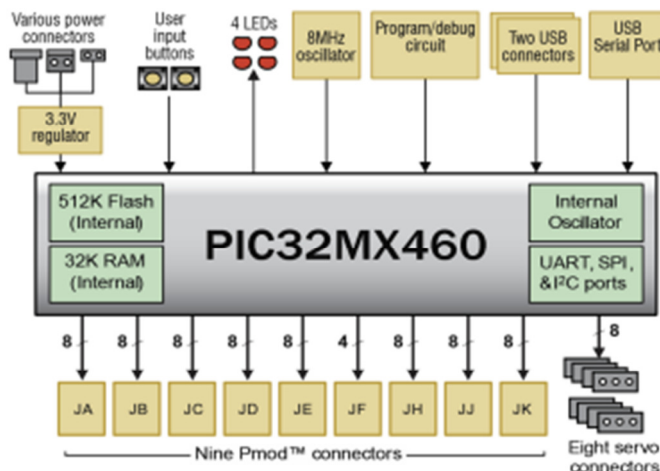 Various power
connectors
User
input
buttons
4 LEDs
8MHz
oscillator
Program/debug
circuit
Two USB
connectors
USB
Serial Port
3.3V
regulator
512K Flash
(Internal)
32K RAM
(Internal)
PIC32MX460
Internal
Oscillator
UART, SPI,
&I²C ports
8 8 8 8 8 4 8 8 8 8
JA JB JC JD JE JF JH JJ JK
Nine Pmod™ connectors
Eight servo
connectors